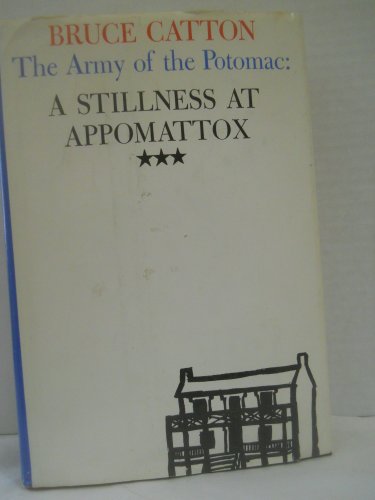 BRUCE CATTON
The Army of the Potomac:
A STILLNESS AT
APPOMATTOX
★★★